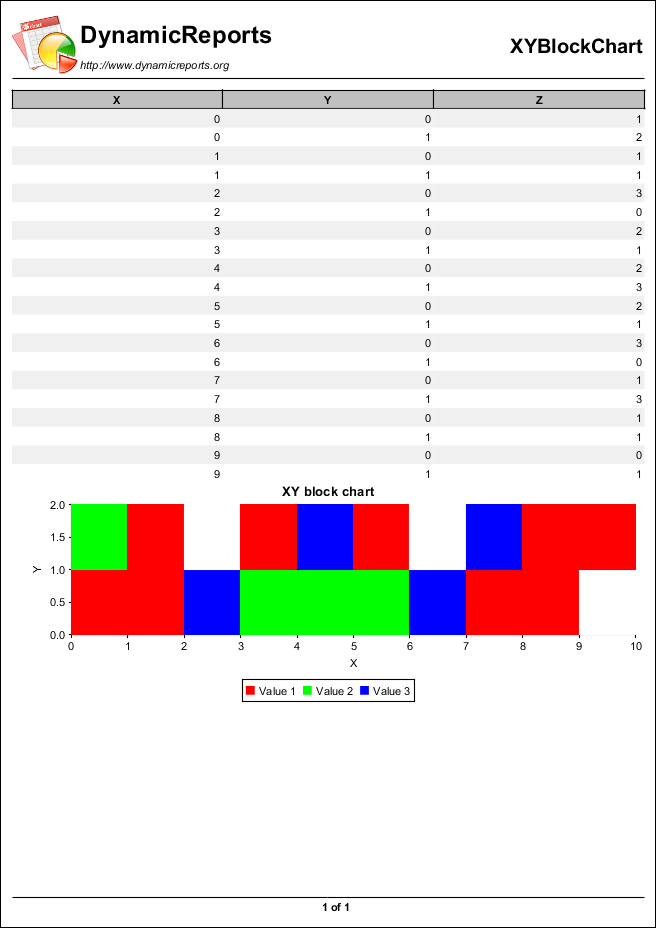 DynamicReports
http://www.dynamicreports.org
XYBlockChart
X Y Z
0 0 1
0 1 2
1 0 1
1 1 1
2 0 3
2 1 0
3 0 2
3 1 1
4 0 2
4 1 3
5 0 2
5 1 1
6 0 3
6 1 0
7 0 1
7 1 3
8 0 1
8 1 1
9 0 0
9 1 1
XY block chart
2.0
1.5
Y
1.0
0.5
0.0
0 1 2 3 4 5 6 7 8 9 10
X
Value 1 Value 2 Value 3
1 of 1